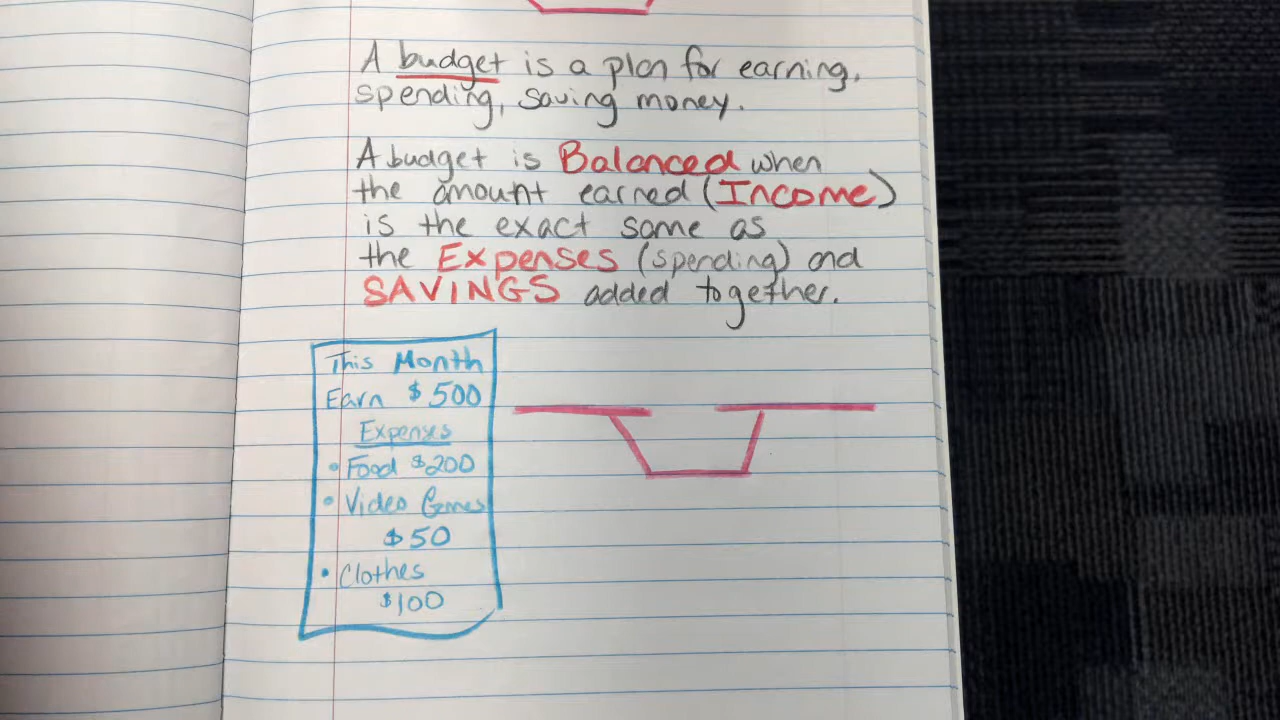 A budget is a plan for earning,
spending, saving money.
A budget is Balanced when
the amount earned (Income)
is the exact same as
the Expenses (spending) and
SAVINGS added together.
This Month
Earn $500
Expenses
• Food $200
• Video Games
$50
• Clothes
$100